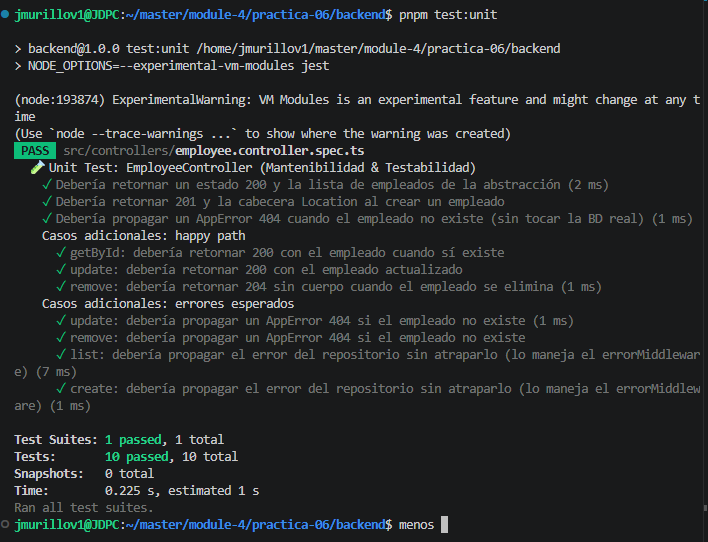 jmurillov1@JDPC:~/master/module-4/practica-06/backend$ pnpm test:unit
> backend@1.0.0 test:unit /home/jmurillov1/master/module-4/practica-06/backend
> NODE_OPTIONS=--experimental-vm-modules jest
(node:193874) ExperimentalWarning: VM Modules is an experimental feature and might change at any t
ime
(Use `node --trace-warnings ...` to show where the warning was created)
PASS src/controllers/employee.controller.spec.ts
🧪 Unit Test: EmployeeController (Mantenibilidad & Testabilidad)
✓ Debería retornar un estado 200 y la lista de empleados de la abstracción (2 ms)
✓ Debería retornar 201 y la cabecera Location al crear un empleado
✓ Debería propagar un AppError 404 cuando el empleado no existe (sin tocar la BD real) (1 ms)
Casos adicionales: happy path
✓ getById: debería retornar 200 con el empleado cuando sí existe
✓ update: debería retornar 200 con el empleado actualizado
✓ remove: debería retornar 204 sin cuerpo cuando el empleado se elimina (1 ms)
Casos adicionales: errores esperados
✓ update: debería propagar un AppError 404 si el empleado no existe (1 ms)
✓ remove: debería propagar un AppError 404 si el empleado no existe
✓ list: debería propagar el error del repositorio sin atraparlo (lo maneja el errorMiddlewar
e) (7 ms)
✓ create: debería propagar el error del repositorio sin atraparlo (lo maneja el errorMiddlew
are) (1 ms)
Test Suites: 1 passed, 1 total
Tests: 10 passed, 10 total
Snapshots: 0 total
Time: 0.225 s, estimated 1 s
Ran all test suites.
jmurillov1@JDPC:~/master/module-4/practica-06/backend$ menos